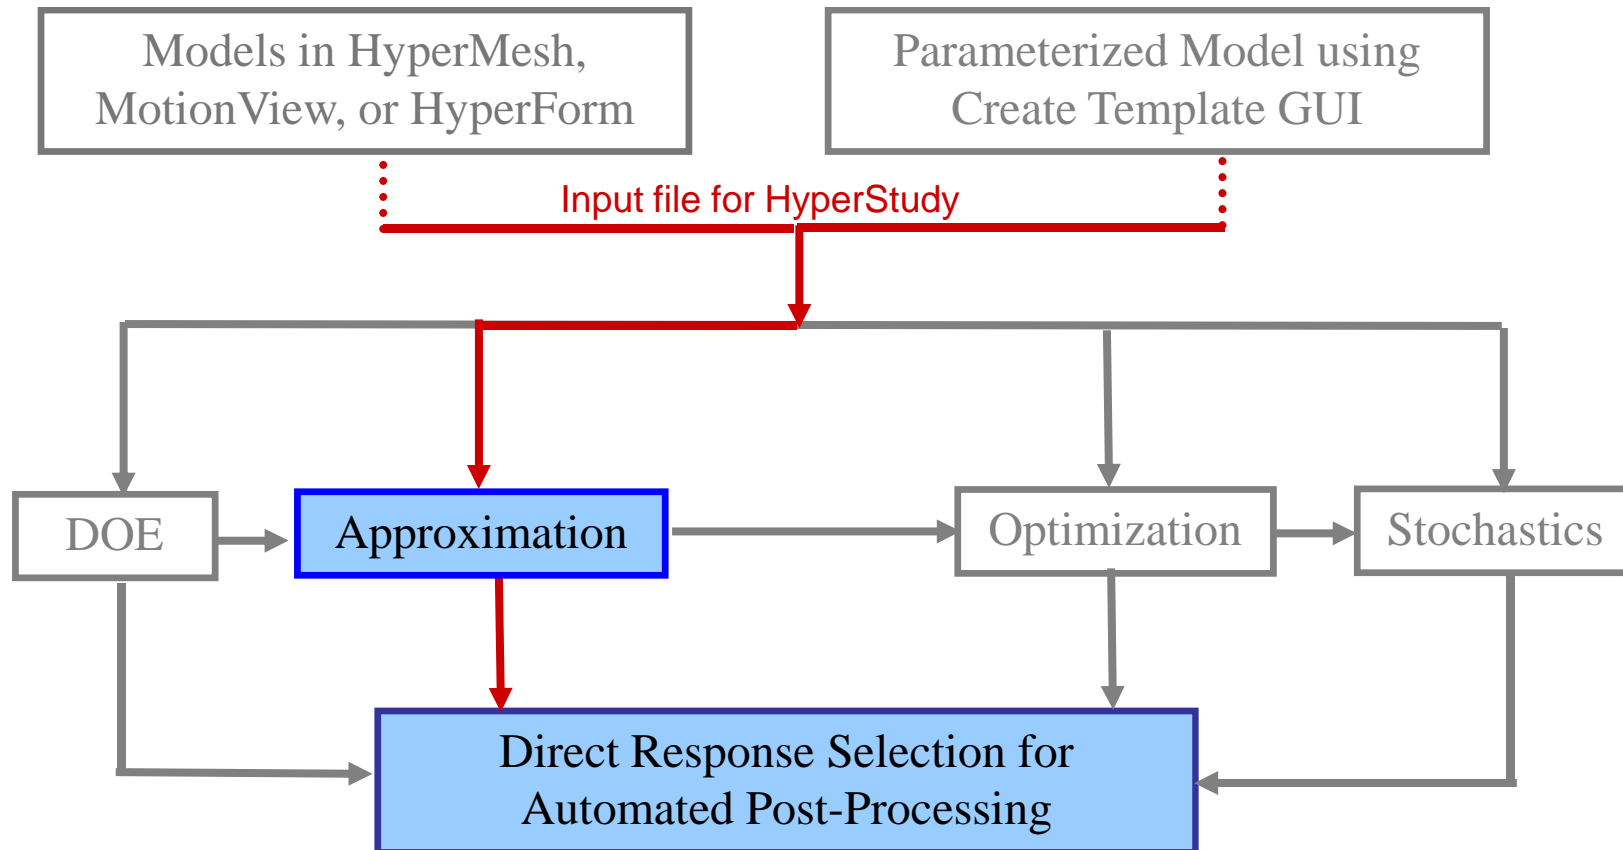 Models in HyperMesh,
MotionView, or HyperForm
Parameterized Model using
Create Template GUI
Input file for HyperStudy
DOE
Approximation
Optimization
Stochastics
Direct Response Selection for
Automated Post-Processing